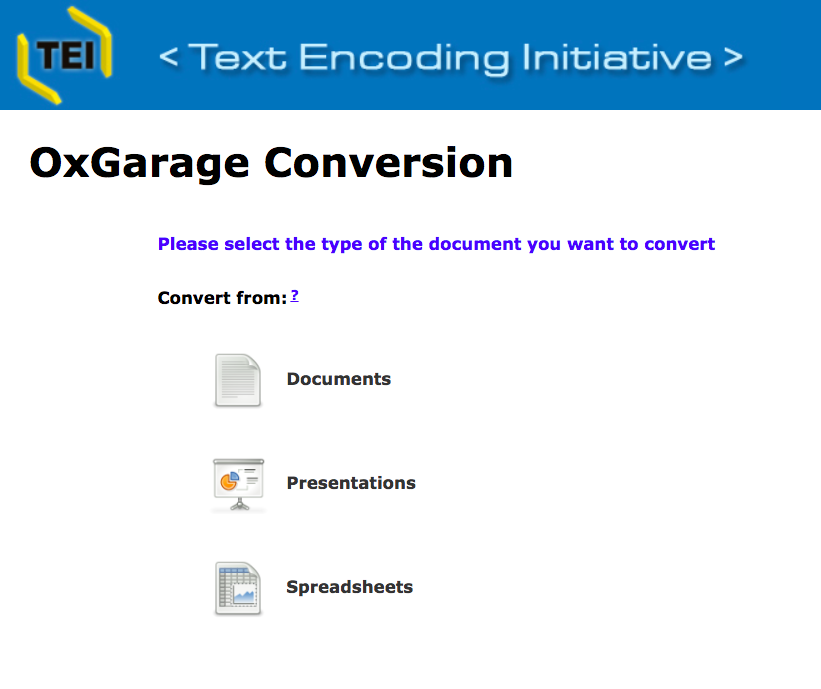 TEI
< Text Encoding Initiative >
OxGarage Conversion
Please select the type of the document you want to convert
Convert from: ?
Documents
Presentations
Spreadsheets